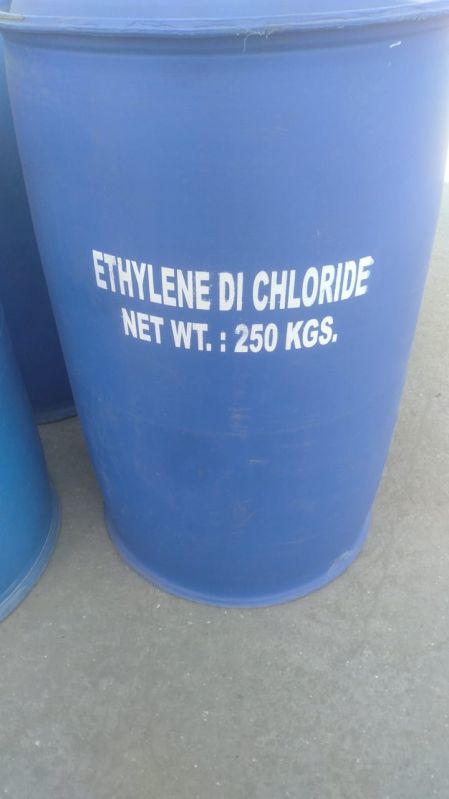 ETHYLENE DI CHLORIDE
NET WT. : 250 KGS.